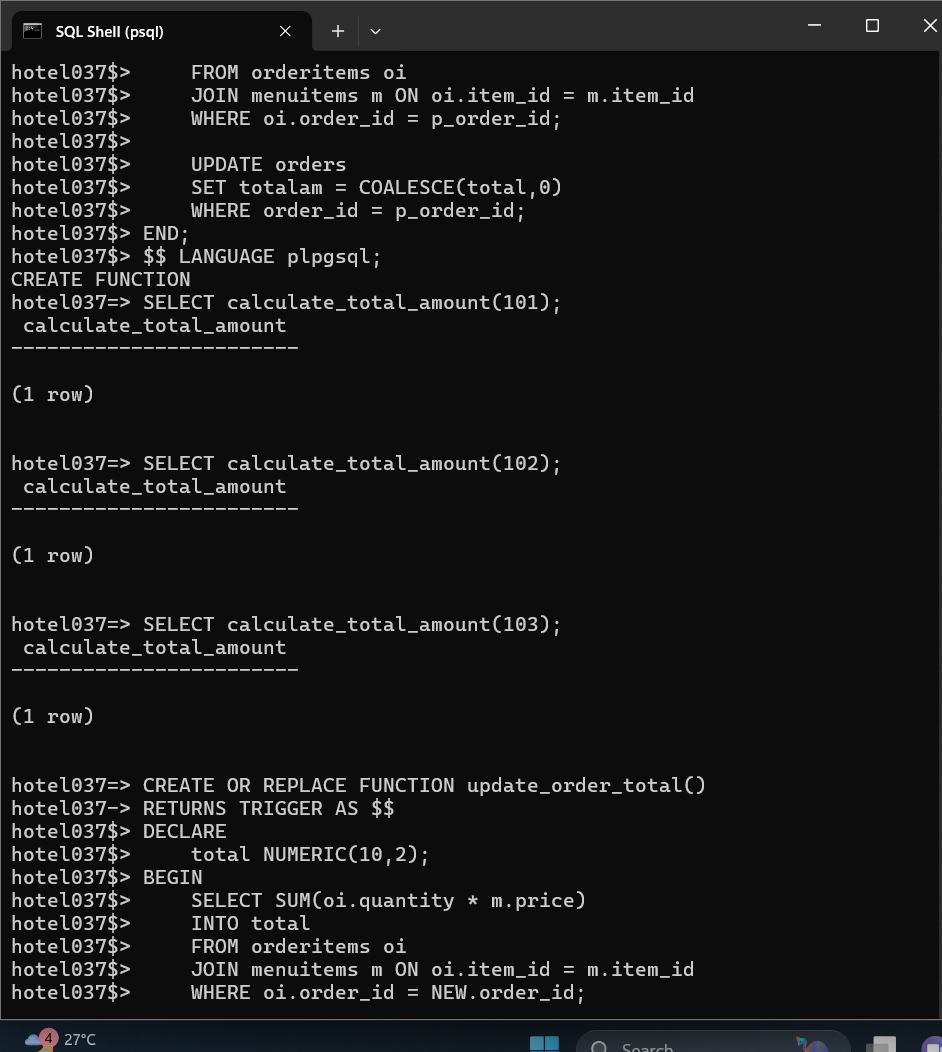 SQL Shell (psql)
hotel037$>     FROM orderitems oi
hotel037$>     JOIN menuitems m ON oi.item_id = m.item_id
hotel037$>     WHERE oi.order_id = p_order_id;
hotel037$>
hotel037$>     UPDATE orders
hotel037$>     SET totalam = COALESCE(total,0)
hotel037$>     WHERE order_id = p_order_id;
hotel037$> END;
hotel037$> $$ LANGUAGE plpgsql;
CREATE FUNCTION
hotel037=> SELECT calculate_total_amount(101);
 calculate_total_amount
------------------------

(1 row)


hotel037=> SELECT calculate_total_amount(102);
 calculate_total_amount
------------------------

(1 row)


hotel037=> SELECT calculate_total_amount(103);
 calculate_total_amount
------------------------

(1 row)


hotel037=> CREATE OR REPLACE FUNCTION update_order_total()
hotel037-> RETURNS TRIGGER AS $$
hotel037$> DECLARE
hotel037$>     total NUMERIC(10,2);
hotel037$> BEGIN
hotel037$>     SELECT SUM(oi.quantity * m.price)
hotel037$>     INTO total
hotel037$>     FROM orderitems oi
hotel037$>     JOIN menuitems m ON oi.item_id = m.item_id
hotel037$>     WHERE oi.order_id = NEW.order_id;
4 27°C
Search